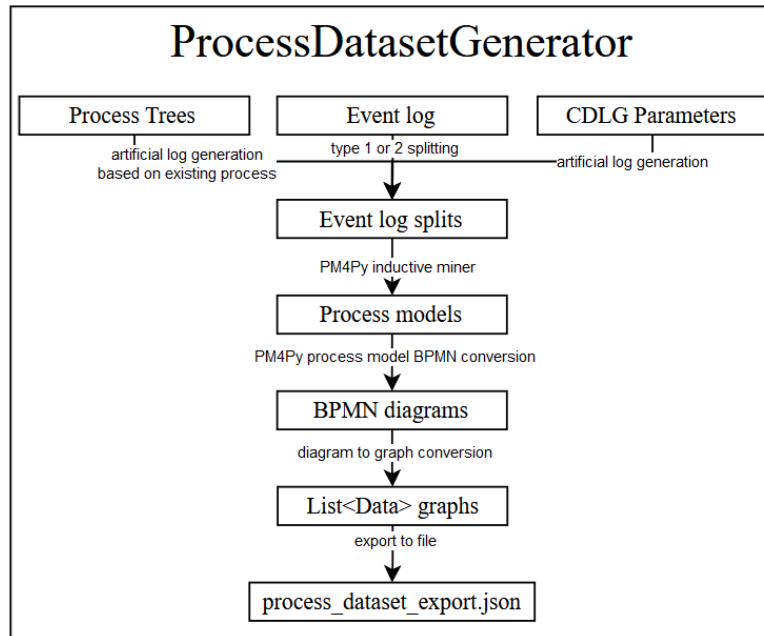 ProcessDatasetGenerator
Process Trees
Event log
CDLG Parameters
artificial log generation
based on existing process
type 1 or 2 splitting
artificial log generation
Event log splits
PM4Py inductive miner
Process models
PM4Py process model BPMN conversion
BPMN diagrams
diagram to graph conversion
List<Data> graphs
export to file
process_dataset_export.json